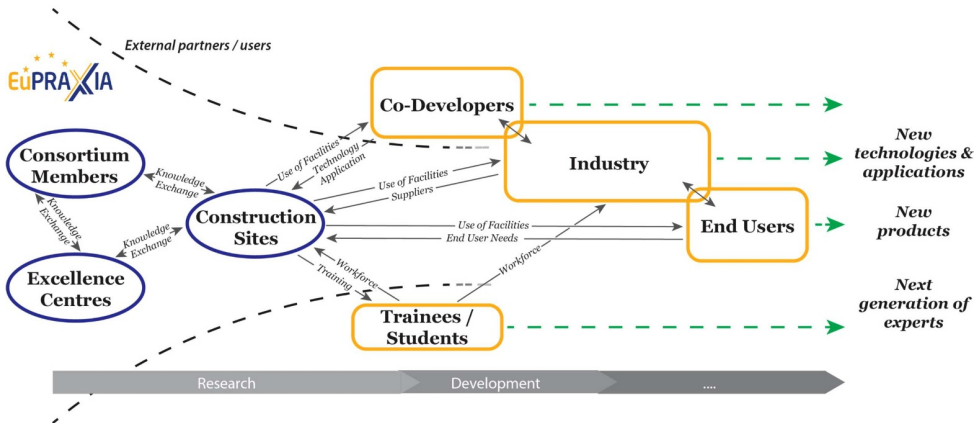 External partners / users
EuPRAXIA
Co-Developers
New
technologies &
applications
Consortium
Members
Knowledge
Exchange
Use of Facilities
Technology
Application
Industry
Use of Facilities
Suppliers
Construction
Sites
Knowledge
Exchange
Knowledge
Exchange
Use of Facilities
End User Needs
End Users
New
products
Excellence
Centres
Workforce
Training
Workforce
Trainees /
Students
Next
generation of
experts
Research
Development
....